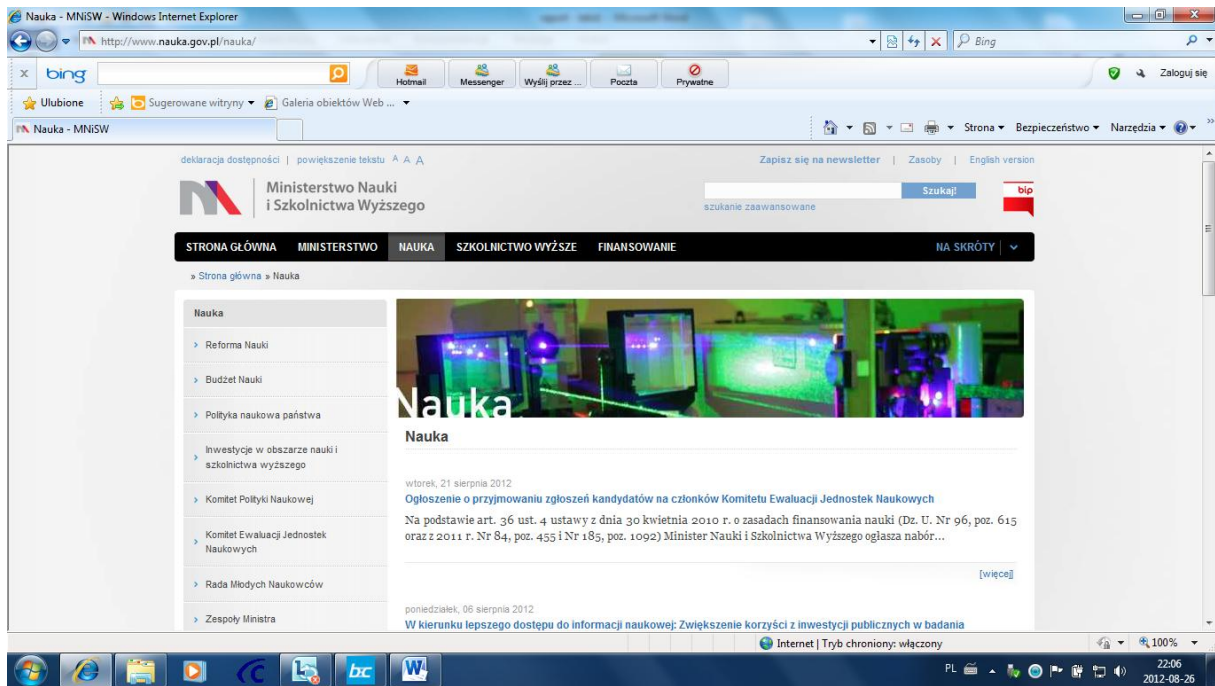 Nauka - MNiSW - Windows Internet Explorer
http://www.nauka.gov.pl/nauka/
Bing
x bing
Hotmail Messenger Wyślij przez ... Poczta Prywatne
Zaloguj się
Ulubione Sugerowane witryny Galeria obiektów Web ...
Nauka - MNiSW
Strona Bezpieczeństwo Narzędzia
deklaracja dostępności | powiększenie tekstu A A A
Zapisz się na newsletter | Zasoby | English version
Ministerstwo Nauki
i Szkolnictwa Wyższego
Szukaj!
bip
szukanie zaawansowane
STRONA GŁÓWNA MINISTERSTWO NAUKA SZKOLNICTWO WYŻSZE FINANSOWANIE NA SKRÓTY
» Strona główna » Nauka
Nauka
Reforma Nauki
Budżet Nauki
Polityka naukowa państwa
Inwestycje w obszarze nauki i
szkolnictwa wyższego
Komitet Polityki Naukowej
Komitet Ewaluacji Jednostek
Naukowych
Rada Młodych Naukowców
Zespoły Ministra
Nauka
Nauka
wtorek, 21 sierpnia 2012
Ogłoszenie o przyjmowaniu zgłoszeń kandydatów na członków Komitetu Ewaluacji Jednostek Naukowych
Na podstawie art. 36 ust. 4 ustawy z dnia 30 kwietnia 2010 r. o zasadach finansowania nauki (Dz. U. Nr 96, poz. 615
oraz z 2011 r. Nr 84, poz. 455 i Nr 185, poz. 1092) Minister Nauki i Szkolnictwa Wyższego ogłasza nabór...
[więcej]
poniedziałek, 06 sierpnia 2012
W kierunku lepszego dostępu do informacji naukowej: Zwiększenie korzyści z inwestycji publicznych w badania
Internet | Tryb chroniony: włączony
100%
PL
22:06
2012-08-26